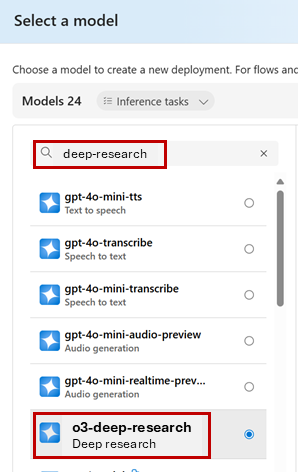 Select a model
Choose a model to create a new deployment. For flows and
Models 24
Inference tasks
deep-research
gpt-4o-mini-tts
Text to speech
gpt-4o-transcribe
Speech to text
gpt-4o-mini-transcribe
Speech to text
gpt-4o-mini-audio-preview
Audio generation
gpt-4o-mini-realtime-prev...
Audio generation
o3-deep-research
Deep research